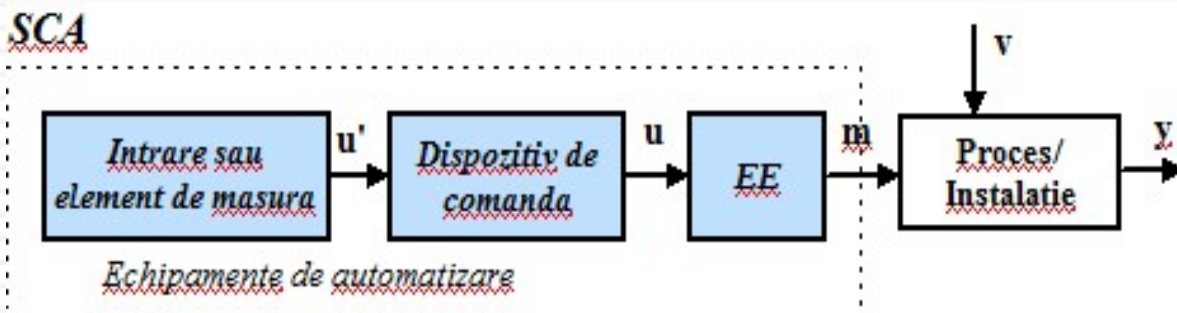 SCA
v
Intrare sau
element de masura
u'
Dispozitiv de
comanda
u
EE
m
Proces/
Instalatie
y
Echipamente de automatizare